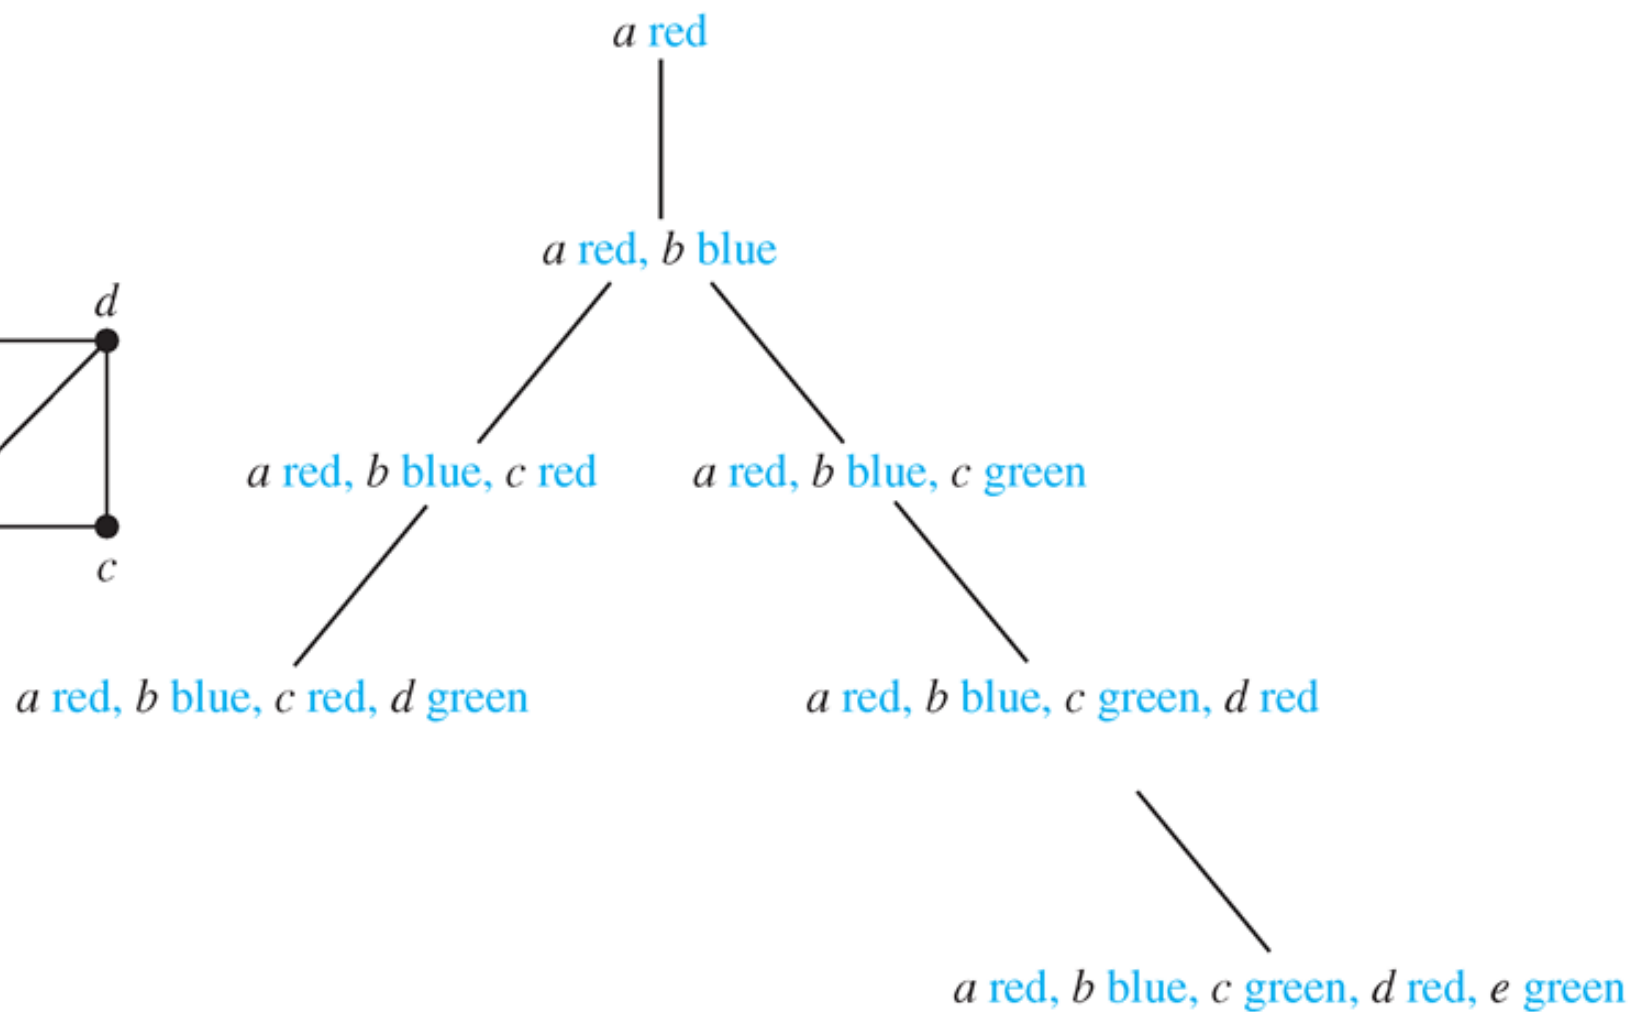 a red
a red, b blue
d
a red, b blue, c red
a red, b blue, c green
c
a red, b blue, c red, d green
a red, b blue, c green, d red
a red, b blue, c green, d red, e green